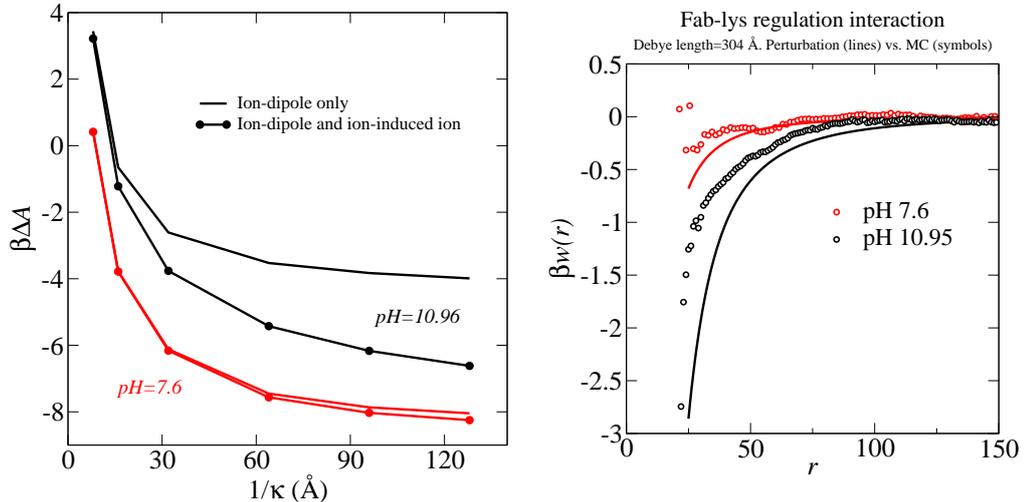 4
2
0
-2
-4
-6
-8
βΔA
Ion-dipole only
Ion-dipole and ion-induced ion
pH=10.96
pH=7.6
0
30
60
90
120
1/κ (Å)
Fab-lys regulation interaction
Debye length=304 Å. Perturbation (lines) vs. MC (symbols)
0.5
0
-0.5
-1
-1.5
-2
-2.5
-3
βw(r)
pH 7.6
pH 10.95
0
50
100
150
r